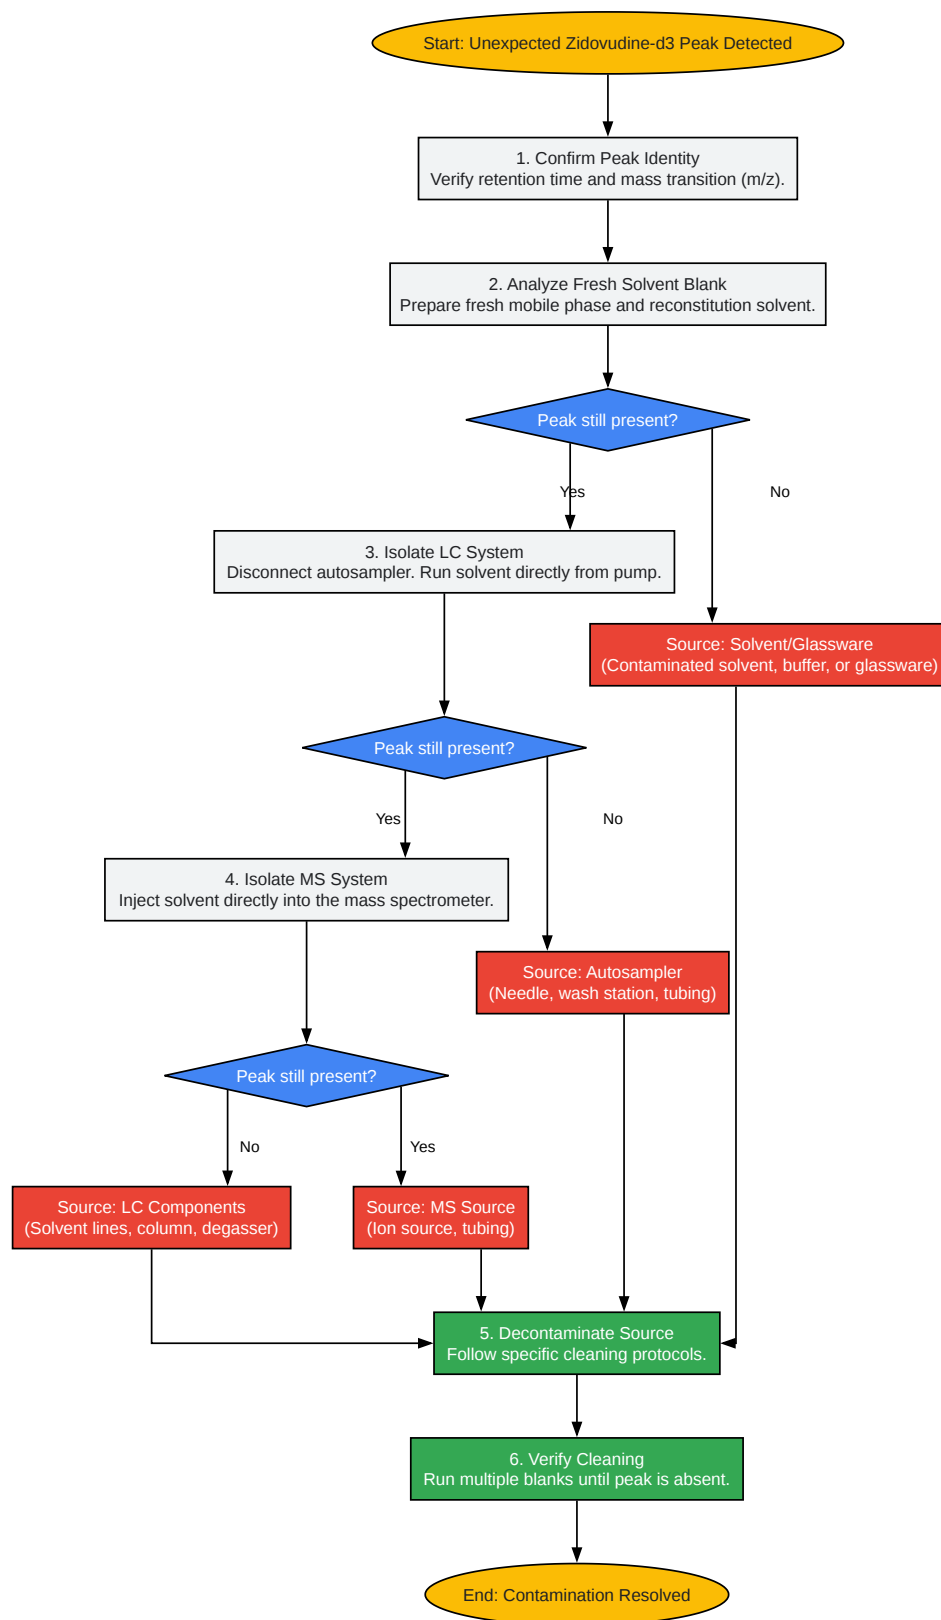 Start: Unexpected Zidovudine-d3 Peak Detected
1. Confirm Peak Identity
Verify retention time and mass transition (m/z).
2. Analyze Fresh Solvent Blank
Prepare fresh mobile phase and reconstitution solvent.
Peak still present?
Yes
No
3. Isolate LC System
Disconnect autosampler. Run solvent directly from pump.
Source: Solvent/Glassware
(Contaminated solvent, buffer, or glassware)
Peak still present?
Yes
No
4. Isolate MS System
Inject solvent directly into the mass spectrometer.
Source: Autosampler
(Needle, wash station, tubing)
Peak still present?
No
Yes
Source: LC Components
(Solvent lines, column, degasser)
Source: MS Source
(Ion source, tubing)
5. Decontaminate Source
Follow specific cleaning protocols.
6. Verify Cleaning
Run multiple blanks until peak is absent.
End: Contamination Resolved